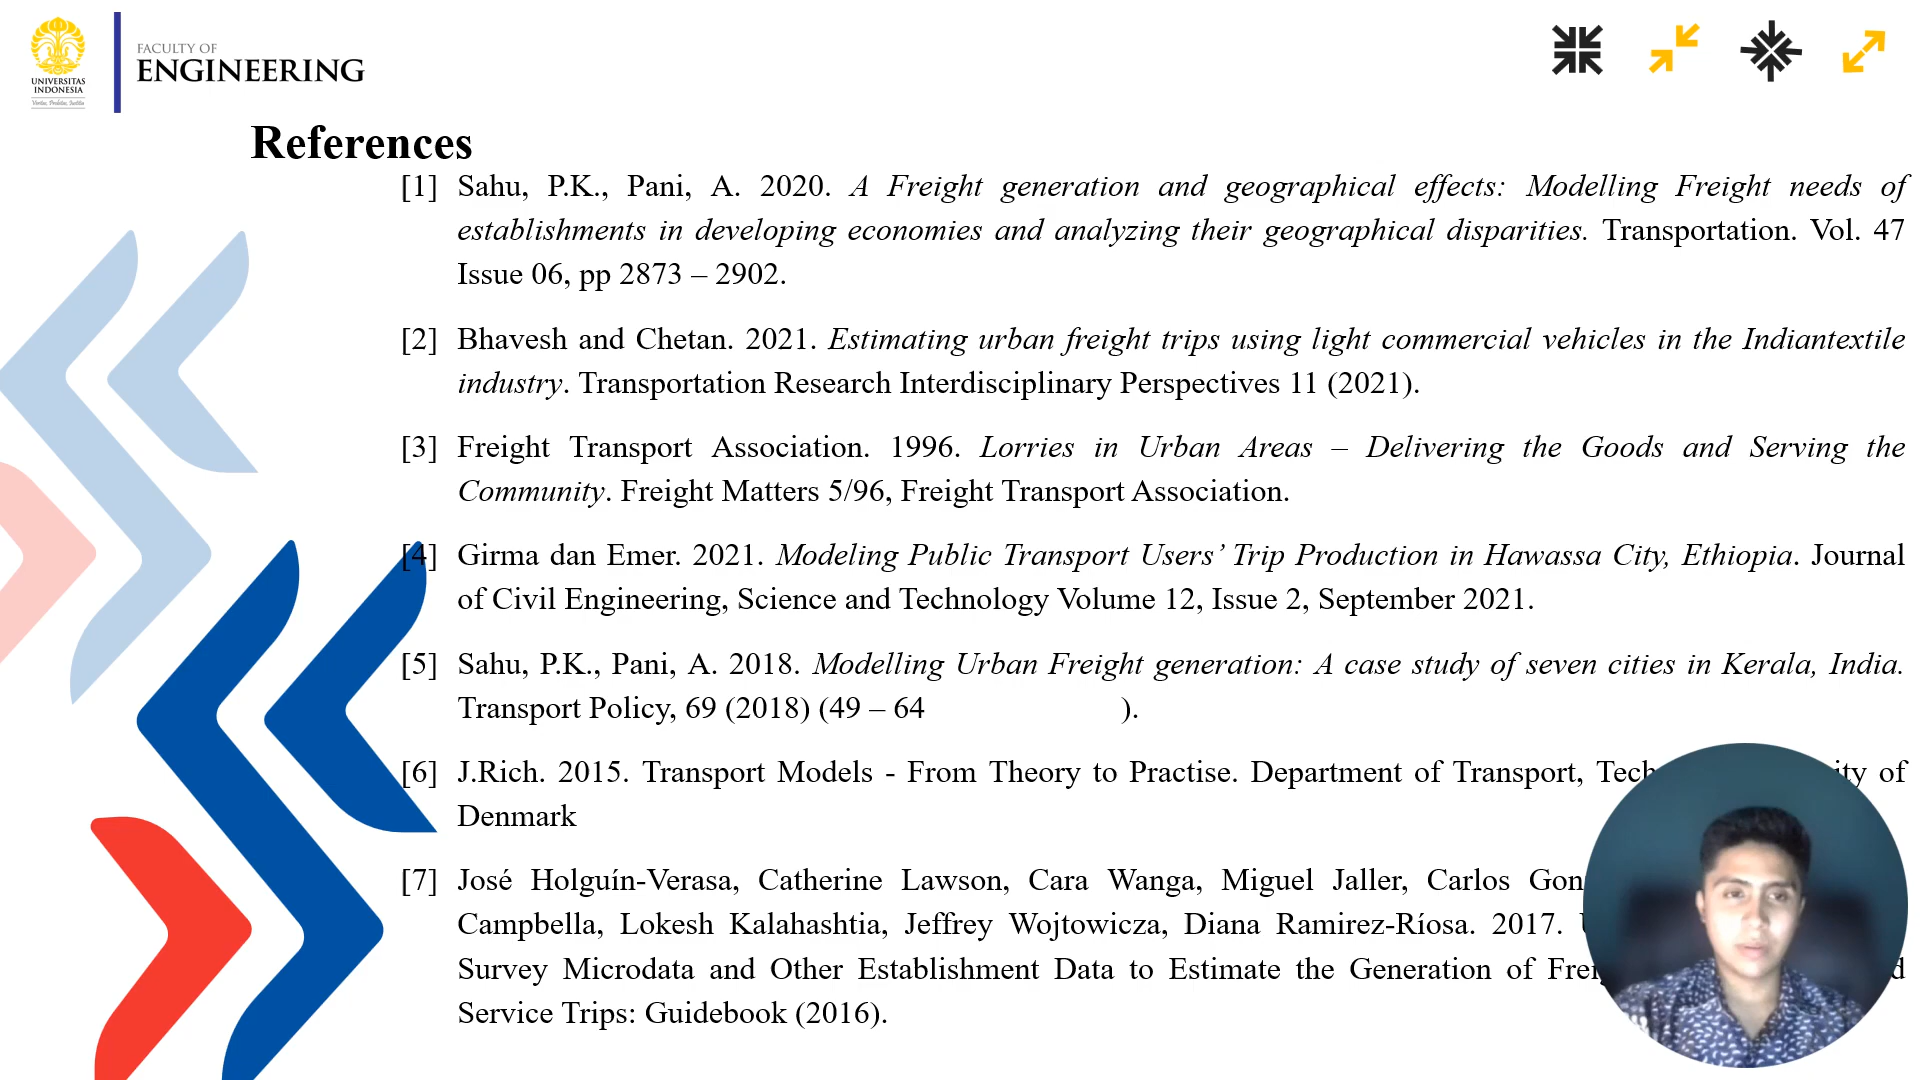 UNIVERSITAS
INDONESIA
Veritas, Probitas, Iustitia
FACULTY OF
ENGINEERING
References
[1] Sahu, P.K., Pani, A. 2020. A Freight generation and geographical effects: Modelling Freight needs of
establishments in developing economies and analyzing their geographical disparities. Transportation. Vol. 47
Issue 06, pp 2873 – 2902.
[2] Bhavesh and Chetan. 2021. Estimating urban freight trips using light commercial vehicles in the Indiantextile
industry. Transportation Research Interdisciplinary Perspectives 11 (2021).
[3] Freight Transport Association. 1996. Lorries in Urban Areas – Delivering the Goods and Serving the
Community. Freight Matters 5/96, Freight Transport Association.
[4] Girma dan Emer. 2021. Modeling Public Transport Users’ Trip Production in Hawassa City, Ethiopia. Journal
of Civil Engineering, Science and Technology Volume 12, Issue 2, September 2021.
[5] Sahu, P.K., Pani, A. 2018. Modelling Urban Freight generation: A case study of seven cities in Kerala, India.
Transport Policy, 69 (2018) (49 – 64 ).
[6] J.Rich. 2015. Transport Models - From Theory to Practise. Department of Transport, of
Denmark
[7] José Holguín-Verasa, Catherine Lawson, Cara Wanga, Miguel Jaller, Carlos
Campbella, Lokesh Kalahashtia, Jeffrey Wojtowicza, Diana Ramirez-Ríosa. 2017.
Survey Microdata and Other Establishment Data to Estimate the Generation of
Service Trips: Guidebook (2016).